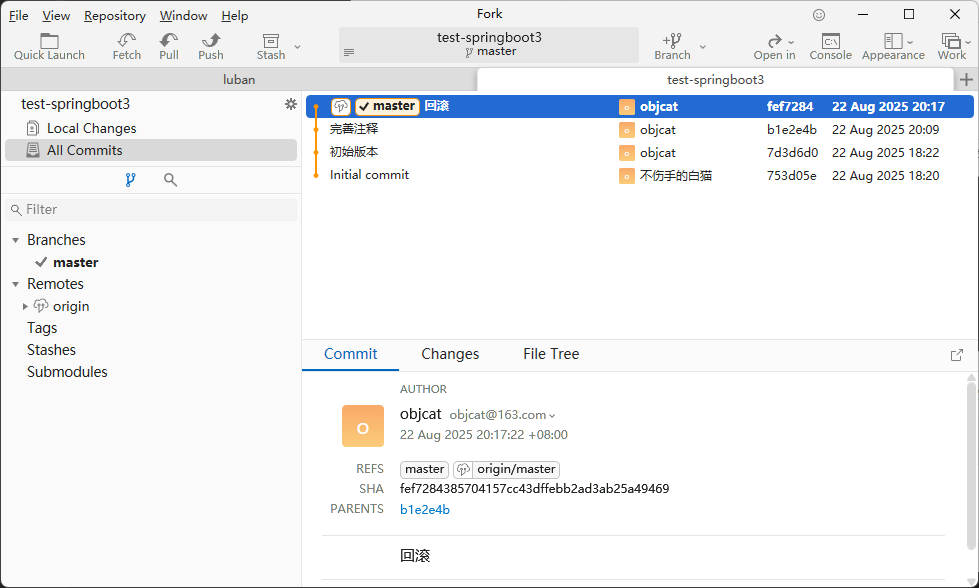 File View Repository Window Help Fork
Quick Launch Fetch Pull Push Stash test-springboot3 Branch Open in Console Appearance Work
master
luban test-springboot3
test-springboot3
Local Changes
All Commits
Filter
Branches
master
Remotes
origin
Tags
Stashes
Submodules
master 回滚 objcat fef7284 22 Aug 2025 20:17
完善注释 objcat b1e2e4b 22 Aug 2025 20:09
初始版本 objcat 7d3d6d0 22 Aug 2025 18:22
Initial commit 不伤手的白猫 753d05e 22 Aug 2025 18:20
Commit Changes File Tree
AUTHOR
objcat objcat@163.com
22 Aug 2025 20:17:22 +08:00
REFS master origin/master
SHA fef7284385704157cc43dffebb2ad3ab25a49469
PARENTS b1e2e4b
回滚